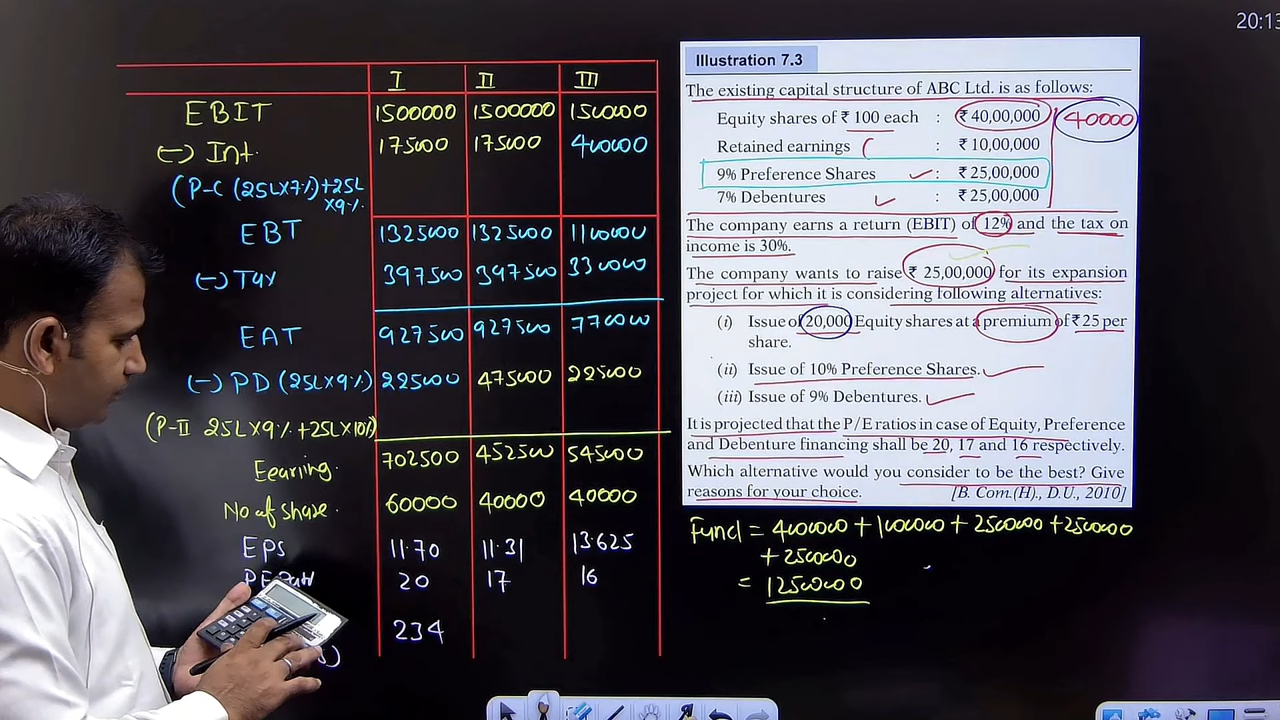 20:13
I II III
EBIT 1500000 1500000 1500000
(-) Int. 175000 175000 400000
(P-C (25L×7%)+25L
×9%
EBT 1325000 1325000 1100000
(-) Tax 397500 397500 330000
EAT 927500 927500 770000
(-) PD (25L×9%) 225000 475000 225000
(P-II 25L×9%+25L×10%)
Eearning. 702500 452500 545000
No of share. 60000 40000 40000
EPS 11.70 11.31 13.625
20 17 16
234
Illustration 7.3
The existing capital structure of ABC Ltd. is as follows:
Equity shares of ₹ 100 each : ₹ 40,00,000 40000
Retained earnings : ₹ 10,00,000
9% Preference Shares : ₹ 25,00,000
7% Debentures : ₹ 25,00,000
The company earns a return (EBIT) of 12% and the tax on
income is 30%.
The company wants to raise ₹ 25,00,000 for its expansion
project for which it is considering following alternatives:
(i) Issue of 20,000 Equity shares at a premium of ₹ 25 per
share.
(ii) Issue of 10% Preference Shares.
(iii) Issue of 9% Debentures.
It is projected that the P/E ratios in case of Equity, Preference
and Debenture financing shall be 20, 17 and 16 respectively.
Which alternative would you consider to be the best? Give
reasons for your choice. [B. Com.(H)., D.U., 2010]
Fund = 4000000 + 1000000 + 2500000 + 2500000
+ 2500000
= 12500000